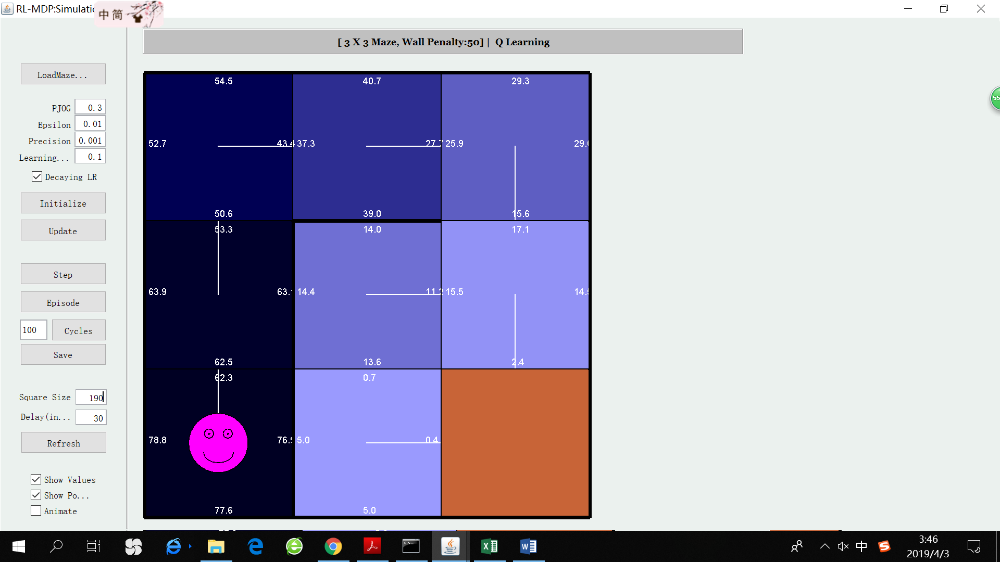 RL-MDP:Simulatio
中 简
[ 3 X 3 Maze, Wall Penalty:50] | Q Learning
LoadMaze...
PJOG 0.3
Epsilon 0.01
Precision 0.001
Learning... 0.1
Decaying LR
Initialize
Update
Step
Episode
100 Cycles
Save
Square Size 190
Delay(in... 30
Refresh
Show Values
Show Po...
Animate
54.5 40.7 29.3
52.7 43.4 37.3 27.7 25.9 29.
50.6 39.0 15.6
53.3 14.0 17.1
63.9 63. 14.4 11.2 15.5 14.
62.5 13.6 2.4
62.3 0.7
78.8 76. 5.0 0.4
77.6 5.0
55
中
3:46
2019/4/3